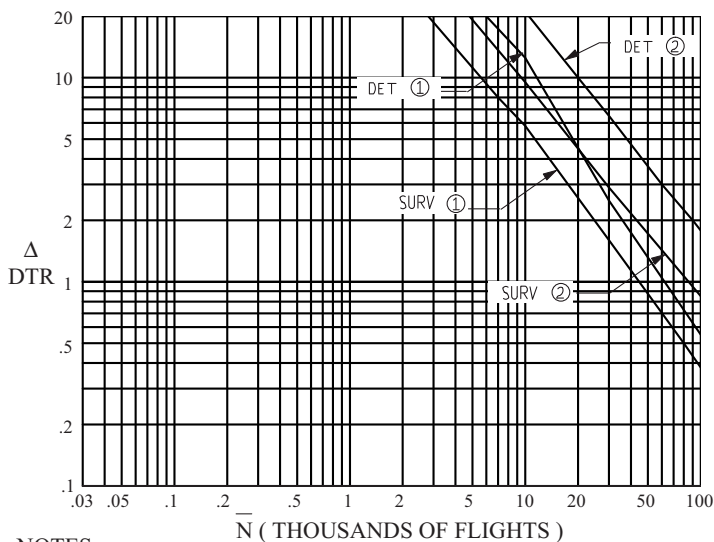 20
10
5
2
1
.5
.2
.1
Δ
DTR
DET ②
DET ①
SURV ①
SURV ②
.03 .05 .1 .2 .5 1 2 5 10 20 50 100
N̅ ( THOUSANDS OF FLIGHTS )